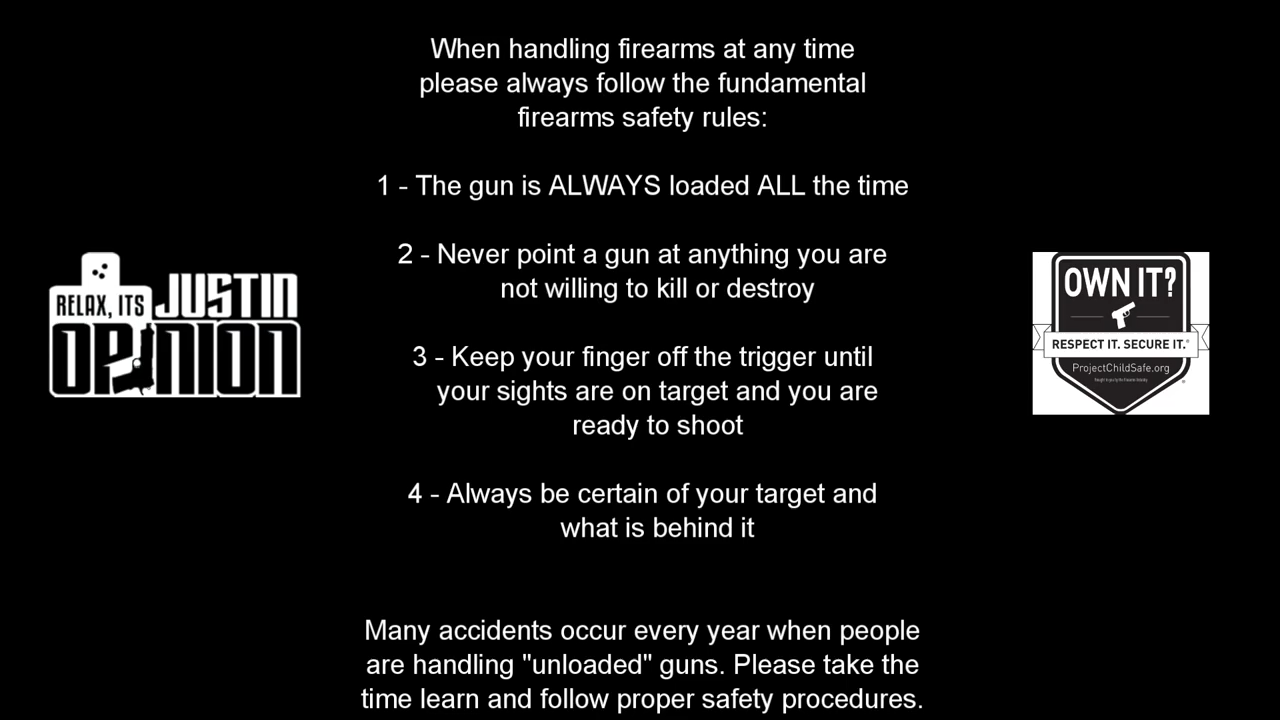 When handling firearms at any time
please always follow the fundamental
firearms safety rules:
1 - The gun is ALWAYS loaded ALL the time
2 - Never point a gun at anything you are
not willing to kill or destroy
3 - Keep your finger off the trigger until
your sights are on target and you are
ready to shoot
4 - Always be certain of your target and
what is behind it
Many accidents occur every year when people
are handling "unloaded" guns. Please take the
time learn and follow proper safety procedures.
RELAX, ITS JUSTIN
OPINION
OWN IT?
RESPECT IT. SECURE IT.®
ProjectChildSafe.org